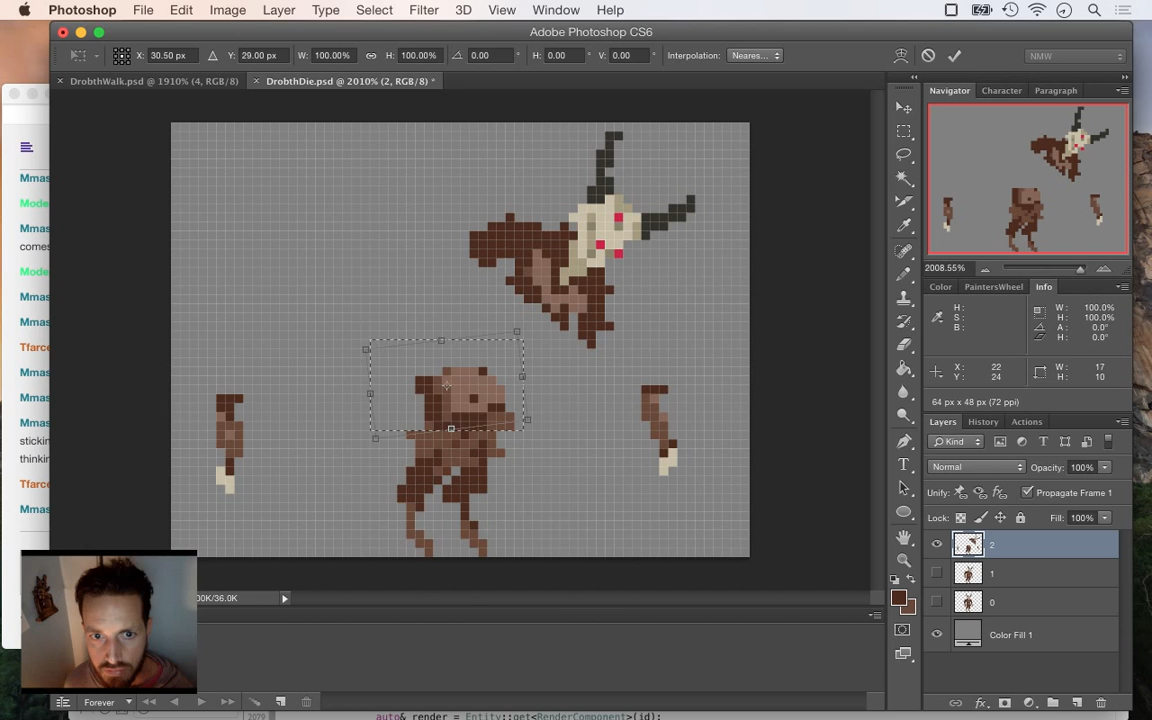 Photoshop File Edit Image Layer Type Select Filter 3D View Window Help
Adobe Photoshop CS6
X: 30.50 px Y: 29.00 px W: 100.00% H: 100.00% 0.00 H: 0.00 V: 0.00 Interpolation: Neares... NMW
DrobthWalk.psd @ 1910% (4, RGB/8) DrobthDie.psd @ 2010% (2, RGB/8) *
Navigator Character Paragraph
2008.55%
Color PaintersWheel Info
H: W: 100.0%
S: H: 100.0%
B: 0.0°
0.0°
X: 22 W: 17
Y: 24 H: 10
64 px x 48 px (72 ppi)
Layers History Actions
Kind
Normal Opacity: 100%
Unify: Propagate Frame 1
Lock: Fill: 100%
2
1
0
Color Fill 1
Mmas
Mode
Mmas
comes
Mode
Mmas
Mmas
Tfarce
Mmas
Mmas
Mmas
stickin
thinkin
Tfarce
Mmas
00K/36.0K
Forever
2079 auto& render = Entity::get<RenderComponent>(id);